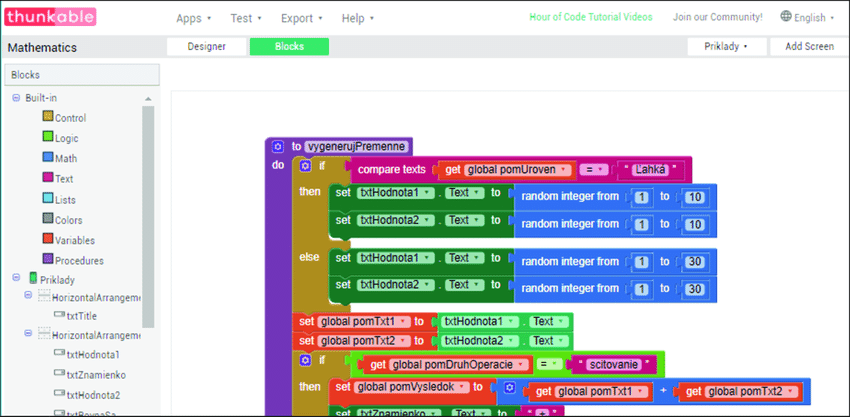 thunkable
Apps Test Export Help Hour of Code Tutorial Videos Join our Community! English
Mathematics Designer Blocks Priklady Add Screen
Blocks
Built-in
Control
Logic
Math
Text
Lists
Colors
Variables
Procedures
Priklady
HorizontalArrangeme
txtTitle
HorizontalArrangeme
txtHodnota1
txtZnamienko
txtHodnota2
txtRovnaSa
to vygenerujPremenne
do if compare texts get global pomUroven = " Lahka "
then set txtHodnota1 . Text to random integer from 1 to 10
set txtHodnota2 . Text to random integer from 1 to 10
else set txtHodnota1 . Text to random integer from 1 to 30
set txtHodnota2 . Text to random integer from 1 to 30
set global pomTxt1 to txtHodnota1 . Text
set global pomTxt2 to txtHodnota2 . Text
if get global pomDruhOperacie = " scitovanie "
then set global pomVysledok to get global pomTxt1 + get global pomTxt2
set txtZnamienko . Text to " + "